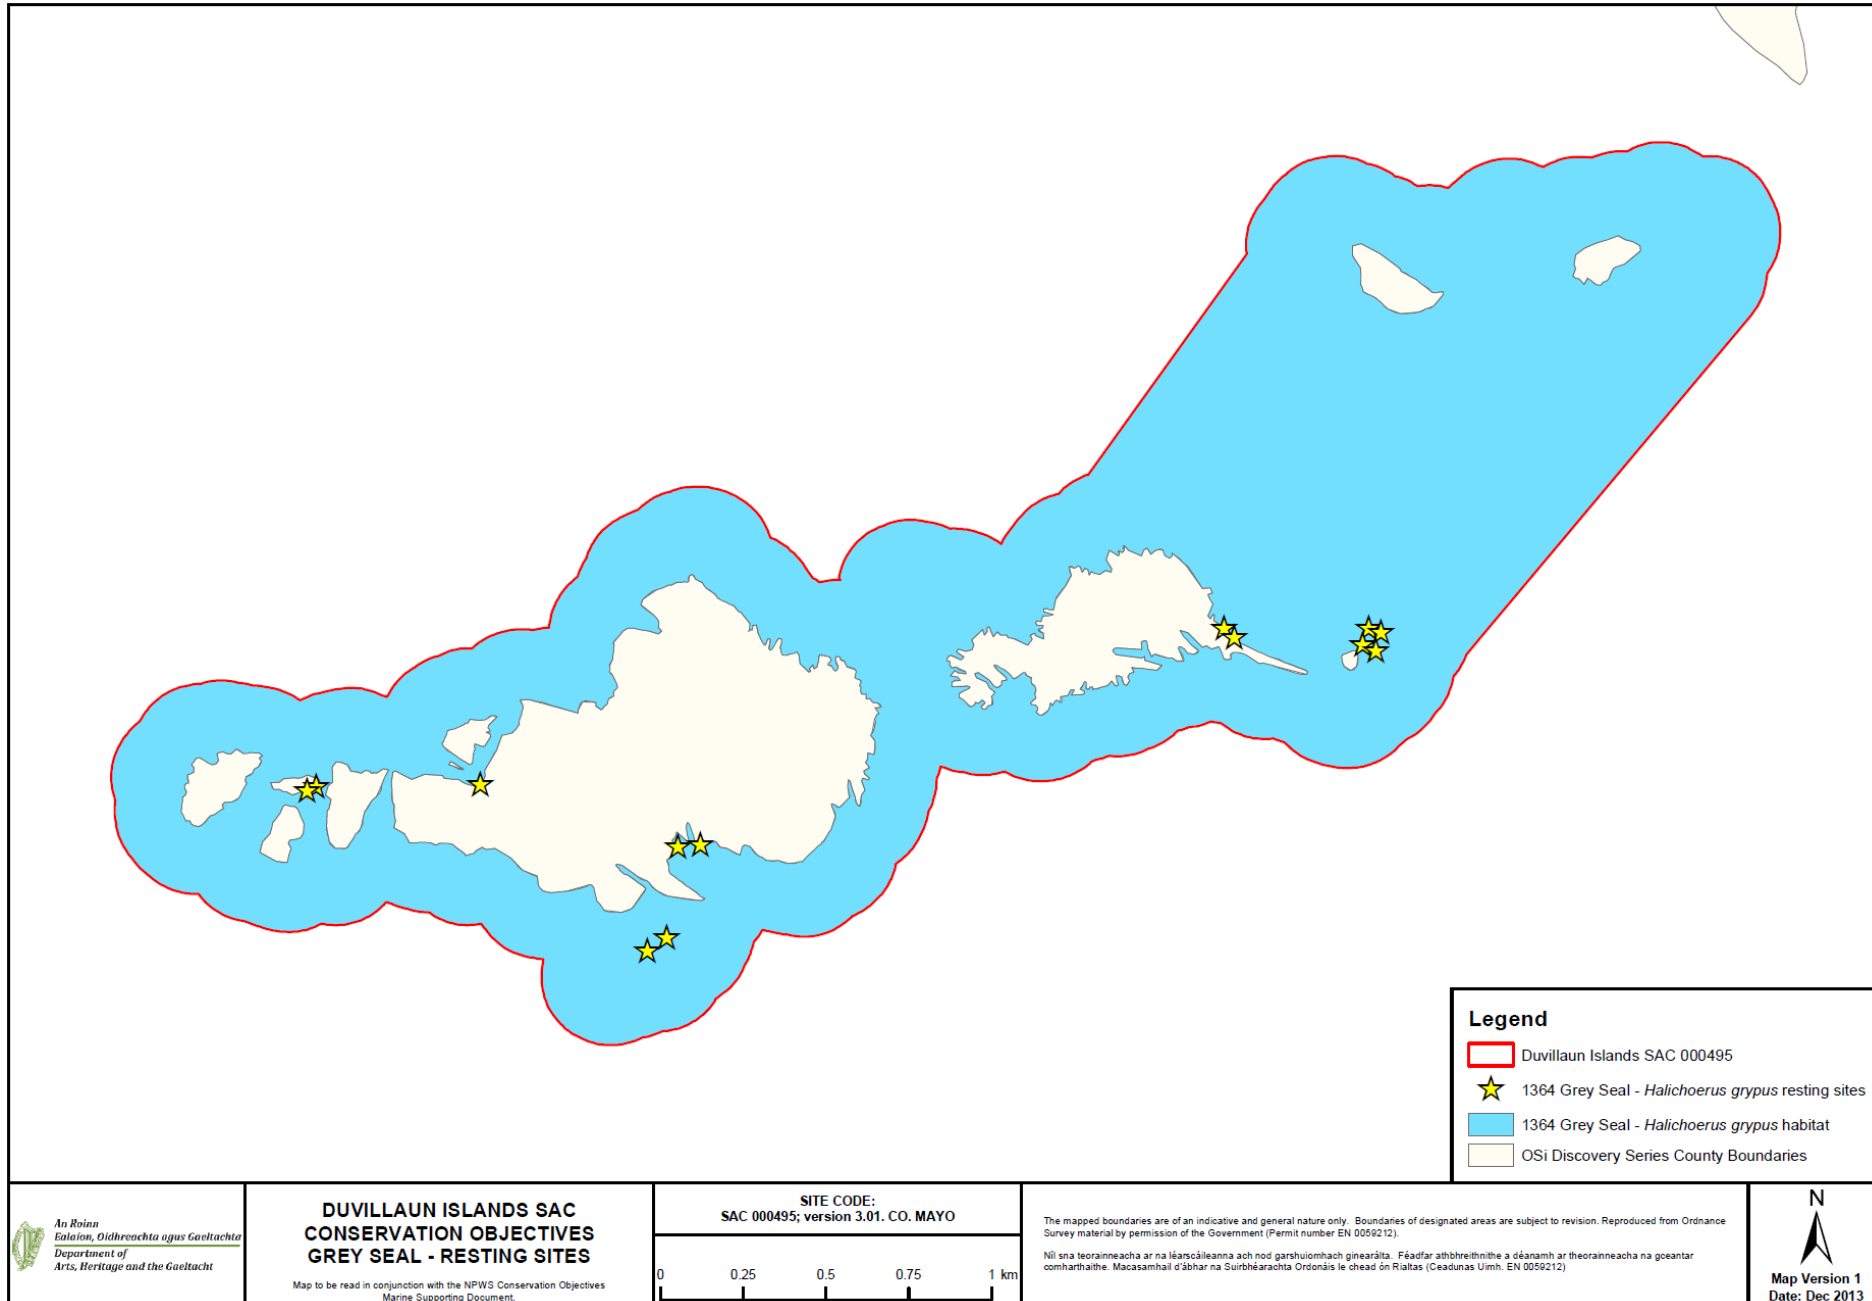 Legend
Duvillaun Islands SAC 000495
1364 Grey Seal - Halichoerus grypus resting sites
1364 Grey Seal - Halichoerus grypus habitat
OSi Discovery Series County Boundaries
An Roinn
Ealaíon, Oidhreachta agus Gaeltachta
Department of
Arts, Heritage and the Gaeltacht
DUVILLAUN ISLANDS SAC
CONSERVATION OBJECTIVES
GREY SEAL - RESTING SITES
Map to be read in conjunction with the NPWS Conservation Objectives
Marine Supporting Document.
SITE CODE:
SAC 000495; version 3.01. CO. MAYO
0 0.25 0.5 0.75 1 km
The mapped boundaries are of an indicative and general nature only. Boundaries of designated areas are subject to revision. Reproduced from Ordnance
Survey material by permission of the Government (Permit number EN 0059212).
Níl sna teorainneacha ar na léarscáileanna ach nod garshuiomhach ginearálta. Féadfar athbhreithnithe a déanamh ar theorainneacha na gceantar
comharthaithe. Macasamhail d'ábhar na Suirbhéarachta Ordonáis le chead ón Rialtas (Ceadunas Uimh. EN 0059212)
N
Map Version 1
Date: Dec 2013